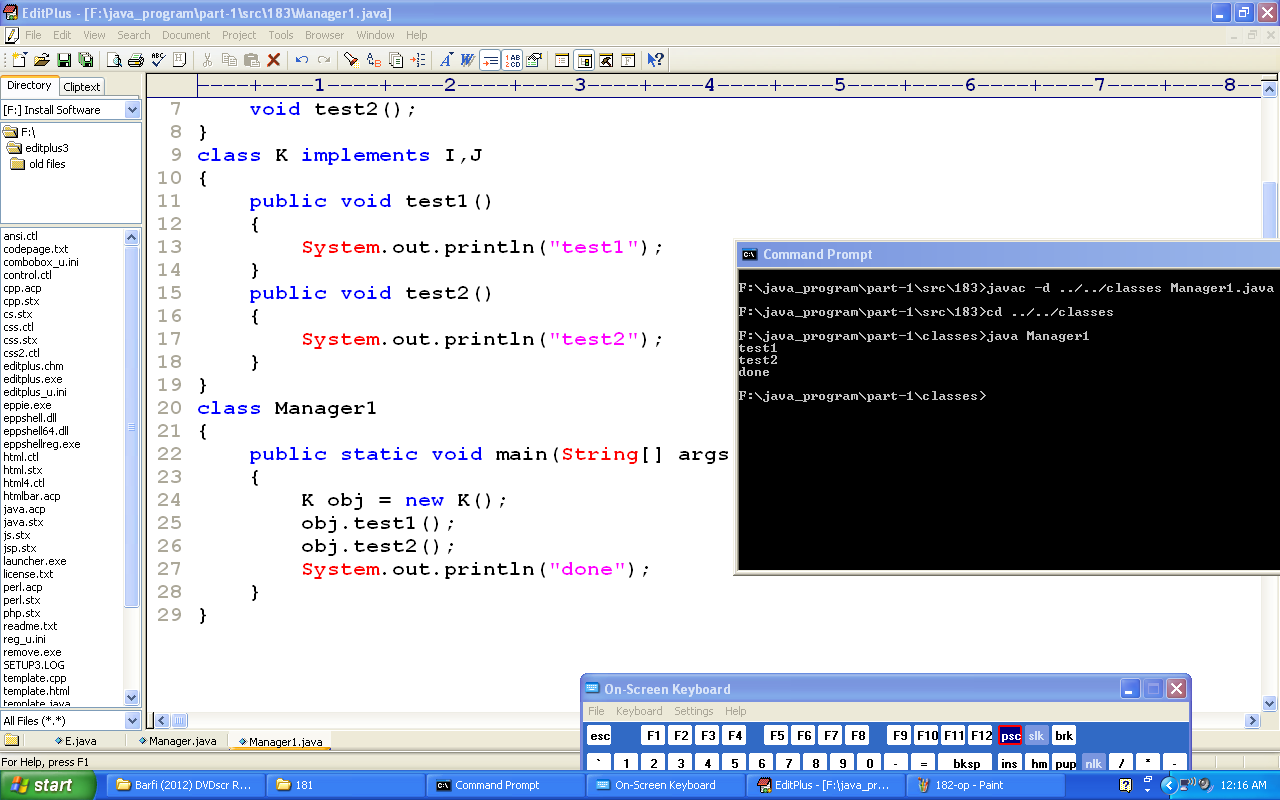 EditPlus - [F:\java_program\part-1\src\183\Manager1.java]
File Edit View Search Document Project Tools Browser Window Help
Directory Cliptext
[F:] Install Software
F:\
editplus3
old files
ansi.ctl
codepage.txt
combobox_u.ini
control.ctl
cpp.acp
cpp.stx
cs.stx
css.ctl
css.stx
css2.ctl
editplus.chm
editplus.exe
editplus_u.ini
eppie.exe
eppshell.dll
eppshell64.dll
eppshellreg.exe
html.ctl
html.stx
html4.ctl
htmlbar.acp
java.acp
java.stx
js.stx
jsp.stx
launcher.exe
license.txt
perl.acp
perl.stx
php.stx
readme.txt
reg_u.ini
remove.exe
SETUP3.LOG
template.cpp
template.html
template.java
All Files (*.*)
----+----1----+----2----+----3----+----4----+----5----+----6----+----7----+----8--
7 void test2();
8 }
9 class K implements I,J
10 {
11 public void test1()
12 {
13 System.out.println("test1");
14 }
15 public void test2()
16 {
17 System.out.println("test2");
18 }
19 }
20 class Manager1
21 {
22 public static void main(String[] args
23 {
24 K obj = new K();
25 obj.test1();
26 obj.test2();
27 System.out.println("done");
28 }
29 }
Command Prompt
F:\java_program\part-1\src\183>javac -d ../../classes Manager1.java
F:\java_program\part-1\src\183>cd ../../classes
F:\java_program\part-1\classes>java Manager1
test1
test2
done
F:\java_program\part-1\classes>
On-Screen Keyboard
File Keyboard Settings Help
esc F1 F2 F3 F4 F5 F6 F7 F8 F9 F10 F11 F12 psc slk brk
` 1 2 3 4 5 6 7 8 9 0 - = bksp ins hm pup nlk / * -
E.java Manager.java Manager1.java
For Help, press F1
start Barfi (2012) DVDscr R... 181 Command Prompt On-Screen Keyboard EditPlus - [F:\java_pr... 182-op - Paint 12:16 AM